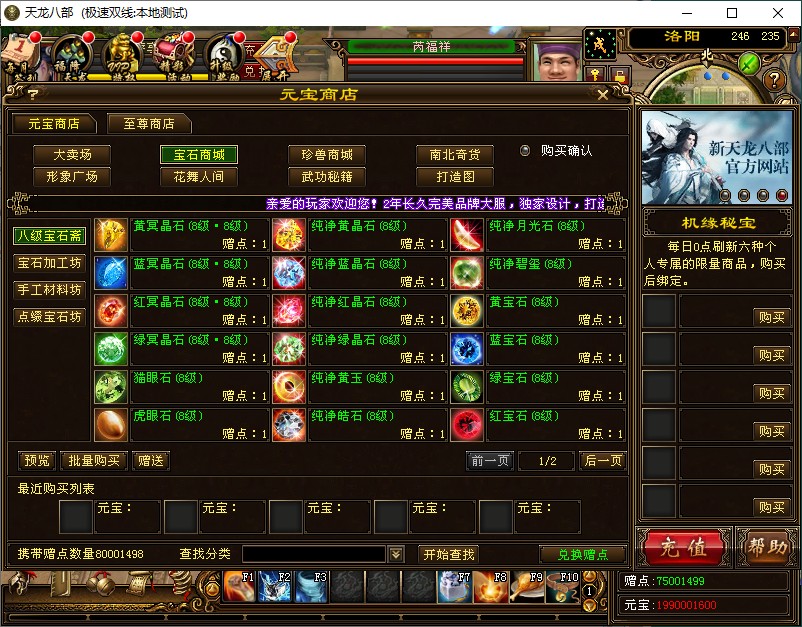 天龙八部 (极速双线:本地测试)
芮福祥
洛阳 246 235
北
元宝商店
元宝商店 至尊商店
大卖场 宝石商城 珍兽商城 南北奇货 购买确认
形象广场 花舞人间 武功秘籍 打造图
亲爱的玩家欢迎您! 2年长久完美品牌大服，独家设计，打造
八级宝石斋
宝石加工坊
手工材料坊
点缀宝石坊
黄冥晶石(8级·8级) 纯净黄晶石(8级) 纯净月光石(8级)
赠点：1 赠点：1 赠点：1
蓝冥晶石(8级·8级) 纯净蓝晶石(8级) 纯净碧玺(8级)
赠点：1 赠点：1 赠点：1
红冥晶石(8级·8级) 纯净红晶石(8级) 黄宝石(8级)
赠点：1 赠点：1 赠点：1
绿冥晶石(8级·8级) 纯净绿晶石(8级) 蓝宝石(8级)
赠点：1 赠点：1 赠点：1
猫眼石(8级) 纯净黄玉(8级) 绿宝石(8级)
赠点：1 赠点：1 赠点：1
虎眼石(8级) 纯净皓石(8级) 红宝石(8级)
赠点：1 赠点：1 赠点：1
预览 批量购买 赠送 前一页 1/2 后一页
最近购买列表
元宝： 元宝： 元宝： 元宝： 元宝：
携带赠点数量80001498 查找分类 开始查找 兑换赠点
新天龙八部
官方网站
机缘秘宝
每日0点刷新六种个
人专属的限量商品，购买
后绑定。
购买
购买
购买
购买
购买
购买
充值 帮助
F1 F2 F3 F7 F8 F9 F10 1
赠点:75001499
元宝:1990001600